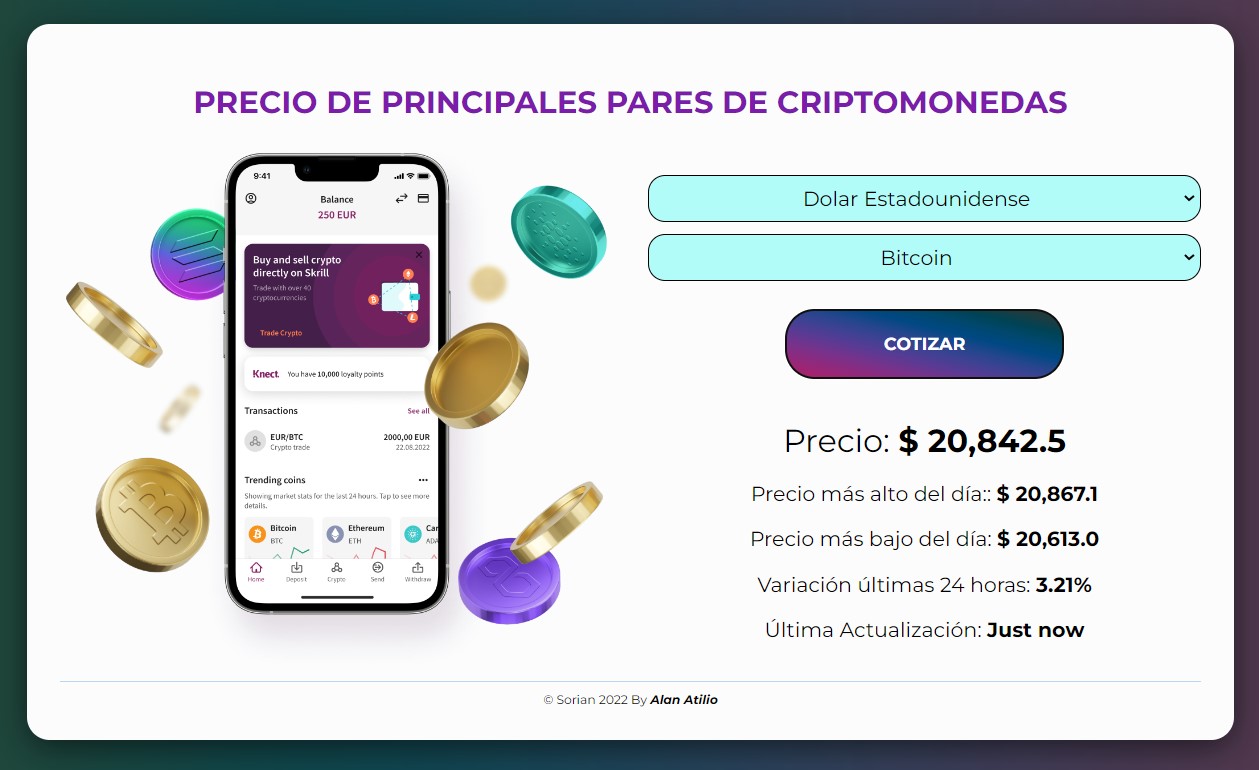 PRECIO DE PRINCIPALES PARES DE CRIPTOMONEDAS
9:41
Balance
250 EUR
Buy and sell crypto
directly on Skrill
Trade with over 40
cryptocurrencies
Trade Crypto
Knect. You have 10,000 loyalty points
Transactions See all
EUR/BTC 2000,00 EUR
Crypto trade 22.08.2022
Trending coins
Showing market stats for the last 24 hours. Tap to see more
details.
Bitcoin Ethereum Car
BTC ETH ADA
Home Deposit Crypto Send Withdraw
Dolar Estadounidense
Bitcoin
COTIZAR
Precio: $ 20,842.5
Precio más alto del día:: $ 20,867.1
Precio más bajo del día: $ 20,613.0
Variación últimas 24 horas: 3.21%
Última Actualización: Just now
© Sorian 2022 By Alan Atilio